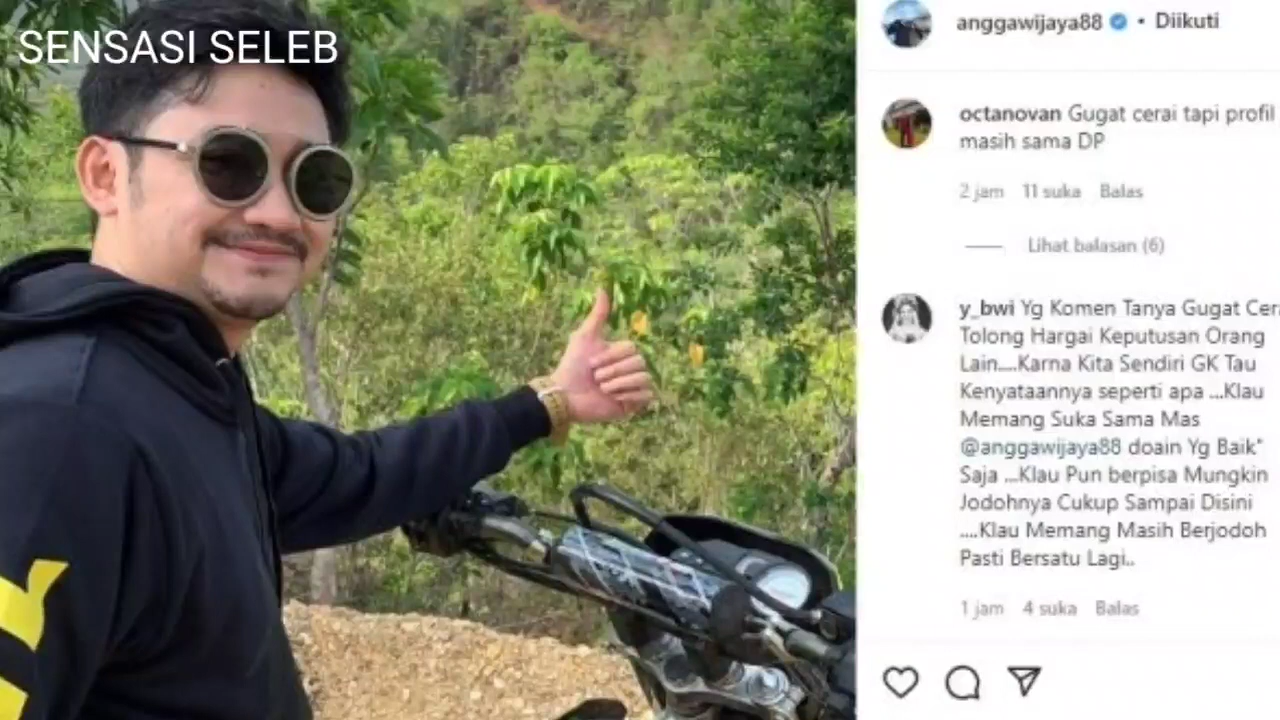 SENSASI SELEB
anggawijaya88 • Diikuti
octanovan Gugat cerai tapi profil
masih sama DP
2 jam 11 suka Balas
Lihat balasan (6)
y_bwi Yg Komen Tanya Gugat Cer
Tolong Hargai Keputusan Orang
Lain....Karna Kita Sendiri GK Tau
Kenyataannya seperti apa ...Klau
Memang Suka Sama Mas
@anggawijaya88 doain Yg Baik"
Saja ...Klau Pun berpisa Mungkin
Jodohnya Cukup Sampai Disini
....Klau Memang Masih Berjodoh
Pasti Bersatu Lagi..
1 jam 4 suka Balas